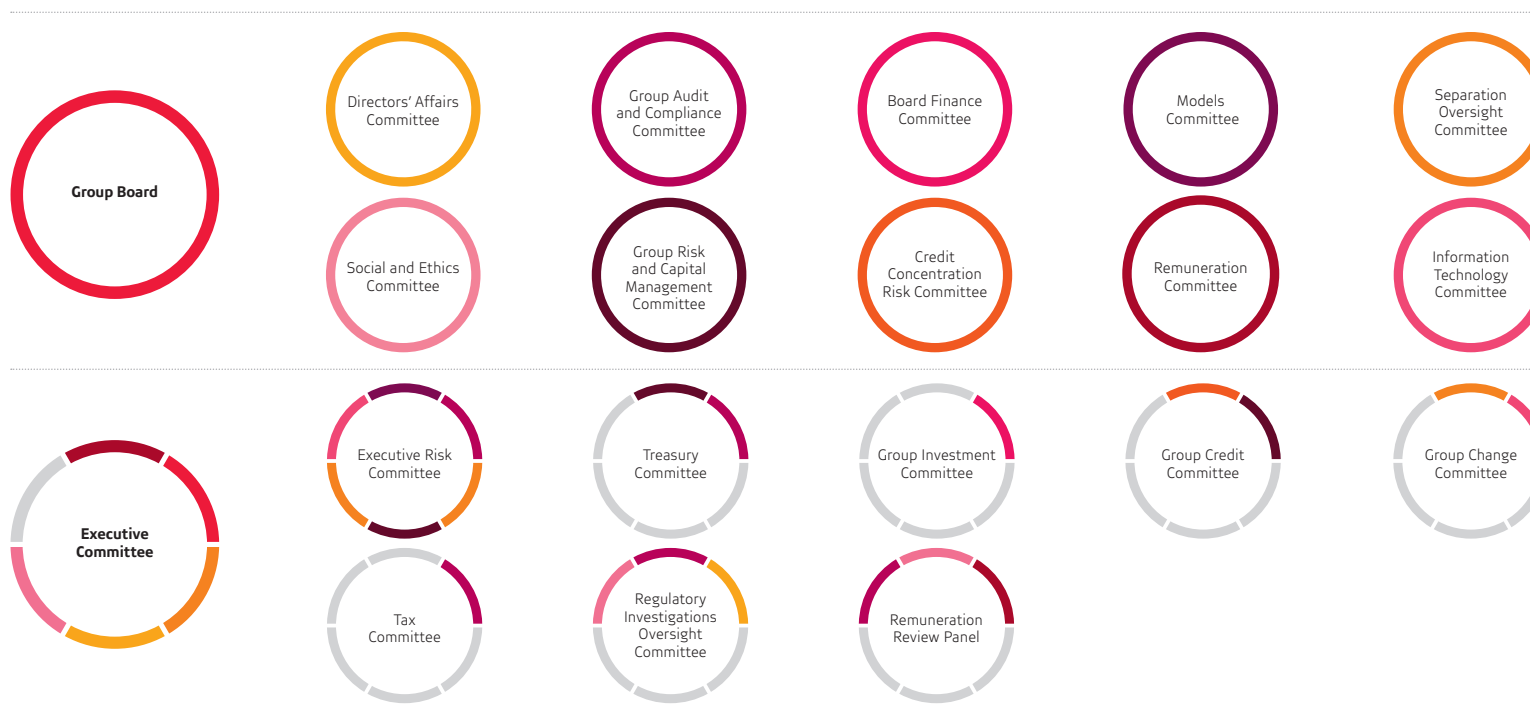 Group Board
Directors’ Affairs
Committee
Group Audit
and Compliance
Committee
Board Finance
Committee
Models
Committee
Separation
Oversight
Committee
Social and Ethics
Committee
Group Risk
and Capital
Management
Committee
Credit
Concentration
Risk Committee
Remuneration
Committee
Information
Technology
Committee
Executive
Committee
Executive Risk
Committee
Treasury
Committee
Group Investment
Committee
Group Credit
Committee
Group Change
Committee
Tax
Committee
Regulatory
Investigations
Oversight
Committee
Remuneration
Review Panel